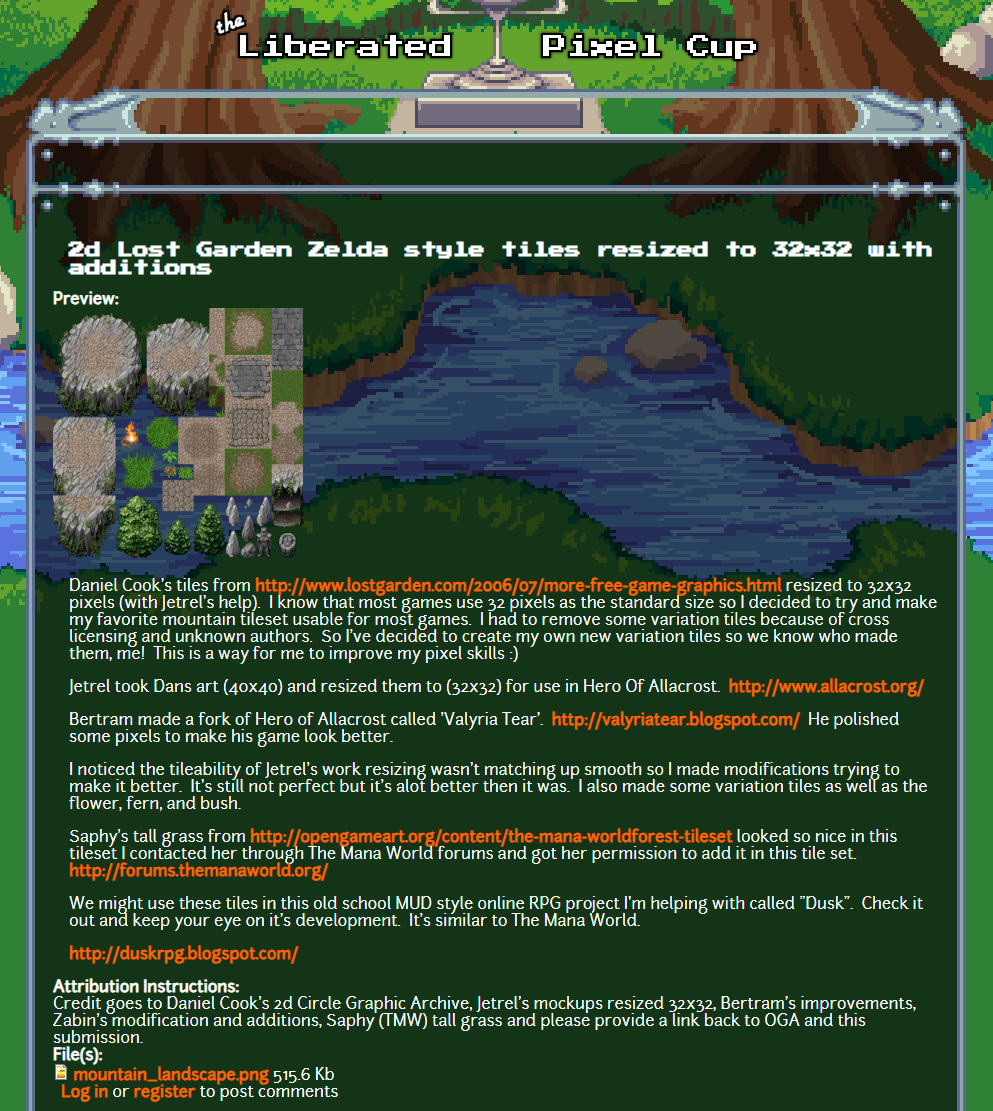 the
Liberated Pixel Cup
2d Lost Garden Zelda style tiles resized to 32x32 with
additions
Preview:
Daniel Cook's tiles from http://www.lostgarden.com/2006/07/more-free-game-graphics.html resized to 32x32
pixels (with Jetrel's help).  I know that most games use 32 pixels as the standard size so I decided to try and make
my favorite mountain tileset usable for most games.  I had to remove some variation tiles because of cross
licensing and unknown authors.  So I've decided to create my own new variation tiles so we know who made
them, me!  This is a way for me to improve my pixel skills :)
Jetrel took Dans art (40x40) and resized them to (32x32) for use in Hero Of Allacrost.  http://www.allacrost.org/
Bertram made a fork of Hero of Allacrost called 'Valyria Tear'.  http://valyriatear.blogspot.com/  He polished
some pixels to make his game look better.
I noticed the tileability of Jetrel's work resizing wasn't matching up smooth so I made modifications trying to
make it better.  It's still not perfect but it's alot better then it was.  I also made some variation tiles as well as the
flower, fern, and bush.
Saphy's tall grass from http://opengameart.org/content/the-mana-worldforest-tileset looked so nice in this
tileset I contacted her through The Mana World forums and got her permission to add it in this tile set.
http://forums.themanaworld.org/
We might use these tiles in this old school MUD style online RPG project I'm helping with called "Dusk".  Check it
out and keep your eye on it's development.  It's similar to The Mana World.
http://duskrpg.blogspot.com/
Attribution Instructions:
Credit goes to Daniel Cook's 2d Circle Graphic Archive, Jetrel's mockups resized 32x32, Bertram's improvements,
Zabin's modification and additions, Saphy (TMW) tall grass and please provide a link back to OGA and this
submission.
File(s):
mountain_landscape.png 515.6 Kb
Log in or register to post comments